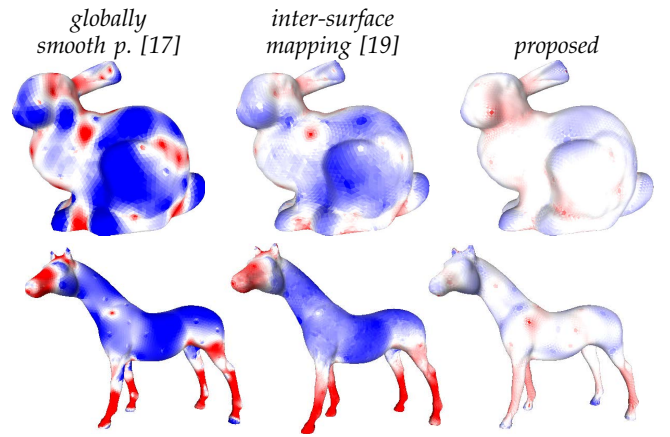 globally
smooth p. [17]
inter-surface
mapping [19]
proposed